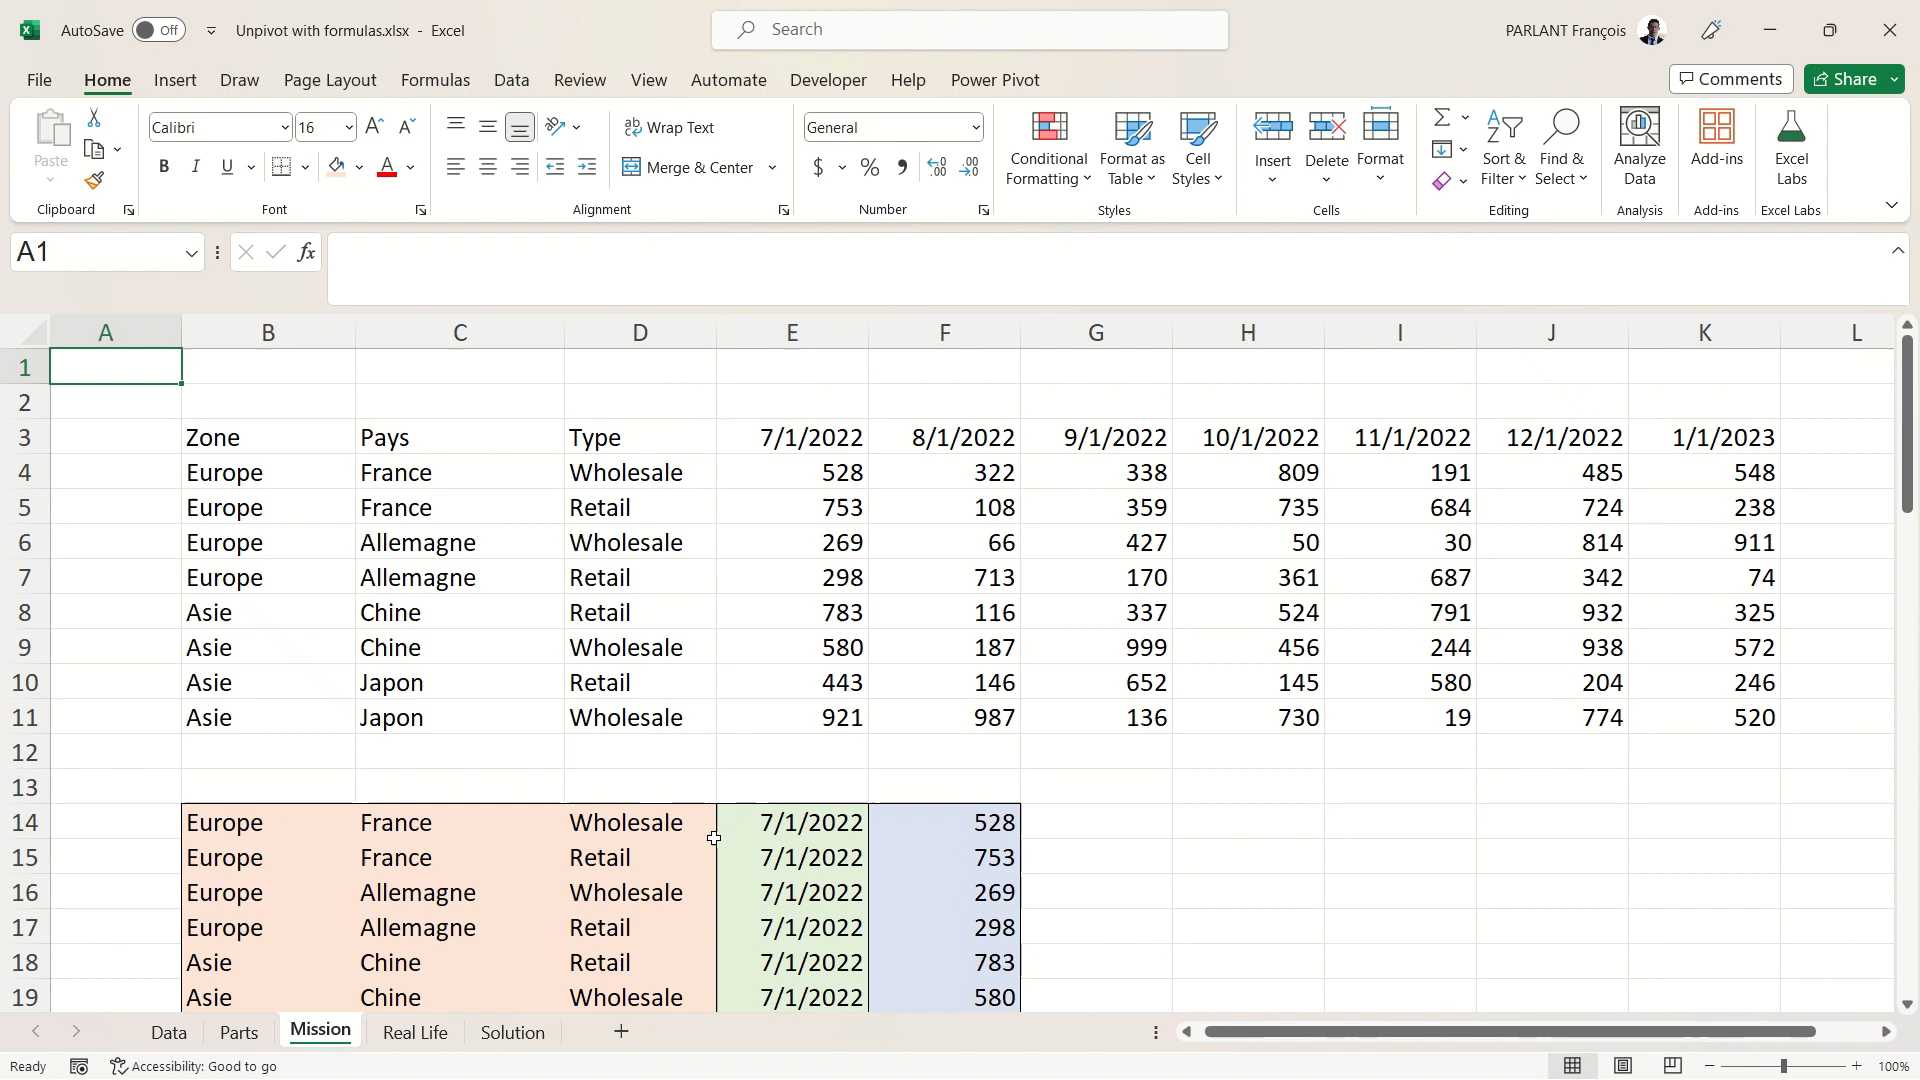 AutoSave Off Unpivot with formulas.xlsx - Excel Search PARLANT François
File Home Insert Draw Page Layout Formulas Data Review View Automate Developer Help Power Pivot Comments Share
Paste
Clipboard
Calibri 16
B I U A
Font
ab Wrap Text
Merge & Center
Alignment
General
$ % , .00
Number
Conditional Formatting
Format as Table
Cell Styles
Styles
Insert Delete Format
Cells
Sort & Filter
Find & Select
Editing
Analyze Data
Analysis
Add-ins
Add-ins
Excel Labs
Excel Labs
A1 fx
A B C D E F G H I J K L
1
2
3 Zone Pays Type 7/1/2022 8/1/2022 9/1/2022 10/1/2022 11/1/2022 12/1/2022 1/1/2023
4 Europe France Wholesale 528 322 338 809 191 485 548
5 Europe France Retail 753 108 359 735 684 724 238
6 Europe Allemagne Wholesale 269 66 427 50 30 814 911
7 Europe Allemagne Retail 298 713 170 361 687 342 74
8 Asie Chine Retail 783 116 337 524 791 932 325
9 Asie Chine Wholesale 580 187 999 456 244 938 572
10 Asie Japon Retail 443 146 652 145 580 204 246
11 Asie Japon Wholesale 921 987 136 730 19 774 520
12
13
14 Europe France Wholesale 7/1/2022 528
15 Europe France Retail 7/1/2022 753
16 Europe Allemagne Wholesale 7/1/2022 269
17 Europe Allemagne Retail 7/1/2022 298
18 Asie Chine Retail 7/1/2022 783
19 Asie Chine Wholesale 7/1/2022 580
Data Parts Mission Real Life Solution +
Ready Accessibility: Good to go 100%